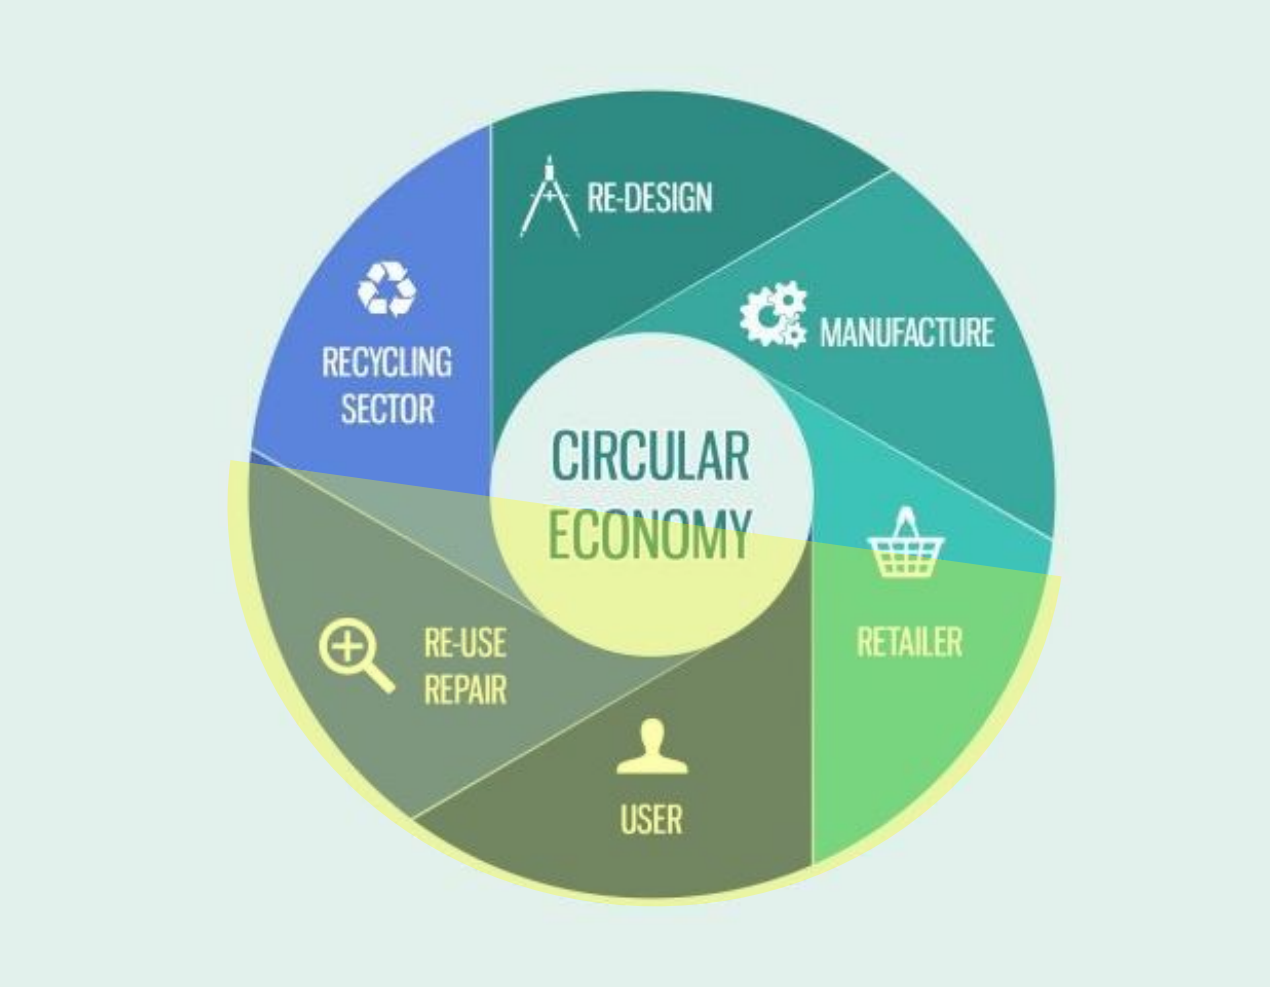 RE-DESIGN
MANUFACTURE
RECYCLING
SECTOR
CIRCULAR
ECONOMY
RETAILER
RE-USE
REPAIR
USER